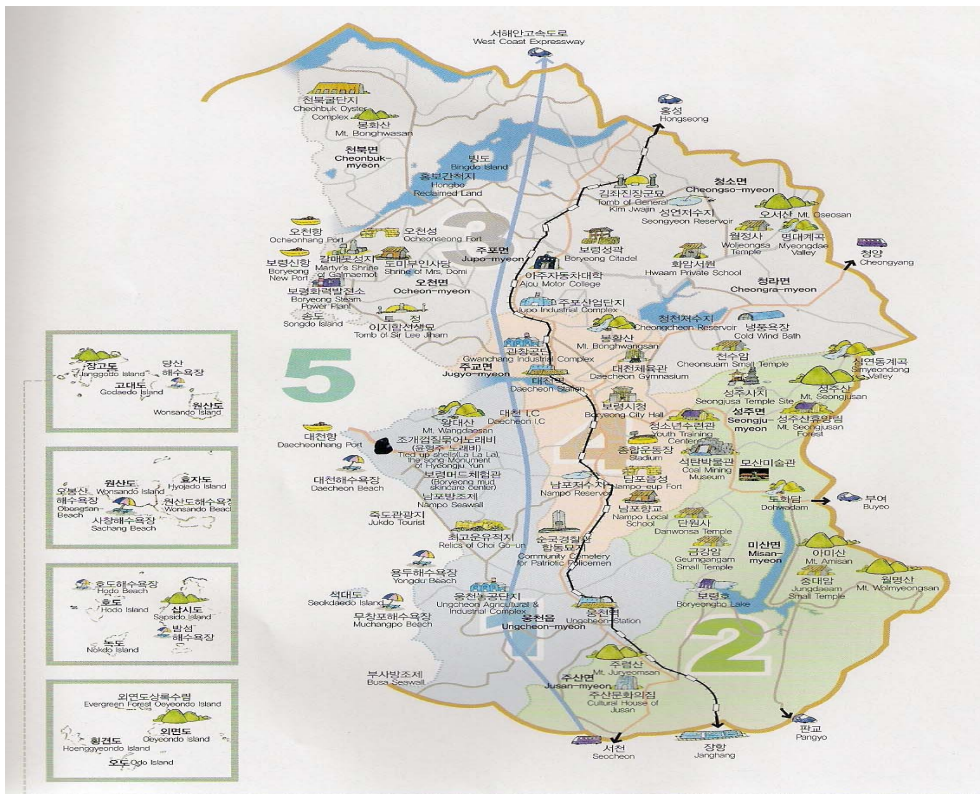 서해안고속도로
West Coast Expressway
천북굴단지
Cheonbuk Oyster
Complex
봉화산
Mt. Bonghwasan
천북면
Cheonbuk-
myeon
홍성
Hongseong
빙도
Bingdo Island
홍보간척지
Hongbo
Reclaimed Land
김좌진장군묘
Tomb of General
Kim Jwajin
청소면
Cheongso-myeon
성연저수지
Seongyeon Reservoir
오서산 Mt. Oseosan
월정사
Woljeongsa
Temple
명대계곡
Myeongdae
Valley
청양
Cheongyang
오천항
Ocheonhang Port
오천성
Ocheonseong Fort
3
주포면
Jupo-myeon
보령성곽
Boryeong Citadel
화암서원
Hwaam Private School
보령신항
Boryeong
New Port
갈매못성지
Martyr's Shrine
of Galmaemot
도미부인사당
Shrine of Mrs. Domi
아주자동차대학
Ajou Motor College
청라면
Cheongra-myeon
보령화력발전소
Boryeong Steam
Power Plant
오천면
Ocheon-myeon
주포산업단지
Jupo Industrial Complex
송도
Songdo Island
토정
이지함선생묘
Tomb of Sir Lee Jiham
청천저수지
Cheongcheon Reservoir
냉풍욕장
Cold Wind Bath
5
봉황산
Mt. Bonghwangsan
관창공단
Gwanchang Industrial Complex
천수암
Cheonsuam Small Temple
심연동계곡
Simyeondong
Valley
주교면
Jugyo-myeon
대천역
Daecheon Station
대천체육관
Daecheon Gymnasium
성주사지
Seongjusa Temple Site
성주산
Mt. Seongjusan
보령시청
Boryeong City Hall
성주면
Seongju-
myeon
성주산휴양림
Mt. Seongjusan
Forest
왕대산
Mt. Wangdaesan
대천 I.C
Daecheon I.C
대천항
Daecheonhang Port
조개껍질묶어노래비
(윤형주 노래비)
Tied up shells(La La La)
the song Monument
of Hyeongju Yun
청소년수련관
Youth Training
Center
4
종합운동장
Stadium
석탄박물관
Coal Mining
Museum
모산미술관
대천해수욕장
Daecheon Beach
보령머드체험관
(Boryeong mud
skincare center)
남포방조제
Nampo Seawall
남포저수지
Nampo Reservoir
남포읍성
Nampo-eup Fort
도화담
Dohwadam
부여
Buyeo
죽도관광지
Jukdo Tourist
남포향교
Nampo Local
School
단원사
Danwonsa Temple
최고운유적지
Relics of Choi Go-un
순국경찰관
합동묘지
Community Cemetery
for Patriotic Policemen
금강암
Geumgangam
Small Temple
미산면
Misan-
myeon
아미산
Mt. Amisan
용두해수욕장
Yongdu Beach
중대암
Jungdaeam
Small Temple
월명산
Mt. Wolmyeongsan
석대도
Seokdaedo Island
웅천농공단지
Ungcheon Agricultural &
Industrial Complex
보령호
Boryeongho Lake
무창포해수욕장
Muchangpo Beach
1
웅천읍
Ungcheon-myeon
웅천역
Ungcheon Station
2
부사방조제
Busa Seawall
주렴산
Mt. Juryeomsan
주산면
Jusan-myeon
주산문화의집
Cultural House of
Jusan
서천
Seocheon
장항
Janghang
판교
Pangyo
장고도
Janggodo Island
당산
해수욕장
고대도
Godaedo Island
원산도
Wonsando Island
원산도
Wonsando Island
효자도
Hyojado Island
오봉산
해수욕장
Obongsan
Beach
원산도해수욕장
Wonsando Beach
사창해수욕장
Sachang Beach
호도해수욕장
Hodo Beach
호도
Hodo Island
삽시도
Sapsido Island
밤섬
해수욕장
녹도
Nokdo Island
외연도상록수림
Evergreen Forest Oeyeondo Island
외연도
Oeyeondo Island
횡견도
Hoenggyeondo Island
오도 Odo Island